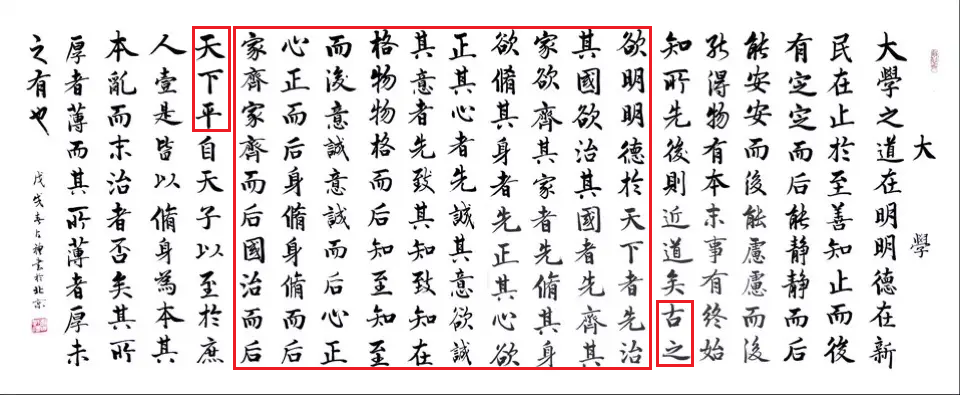 大學
大學之道在明明德在新
民在止於至善知止而後
有定定而后能静静而后
能安安而後能慮慮而後
能得物有本末事有終始
知所先後則近道矣古之
欲明明德於天下者先治
其國欲治其國者先齊其
家欲齊其家者先脩其身
欲脩其身者先正其心欲
正其心者先誠其意欲誠
其意者先致其知致知在
格物物格而后知至知至
而後意誠意誠而后心正
心正而后身脩身脩而后
家齊家齊而后國治而后
天下平自天子以至於庶
人壹是皆以脩身為本其
本亂而末治者否矣其所
厚者薄而其所薄者厚未
之有也
戊戌春書於北京